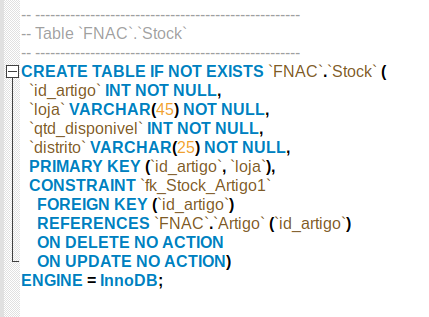 -- -----------------------------------------------------
-- Table `FNAC`.`Stock`
-- -----------------------------------------------------
CREATE TABLE IF NOT EXISTS `FNAC`.`Stock` (
`id_artigo` INT NOT NULL,
`loja` VARCHAR(45) NOT NULL,
`qtd_disponivel` INT NOT NULL,
`distrito` VARCHAR(25) NOT NULL,
PRIMARY KEY (`id_artigo`, `loja`),
CONSTRAINT `fk_Stock_Artigo1`
FOREIGN KEY (`id_artigo`)
REFERENCES `FNAC`.`Artigo` (`id_artigo`)
ON DELETE NO ACTION
ON UPDATE NO ACTION)
ENGINE = InnoDB;